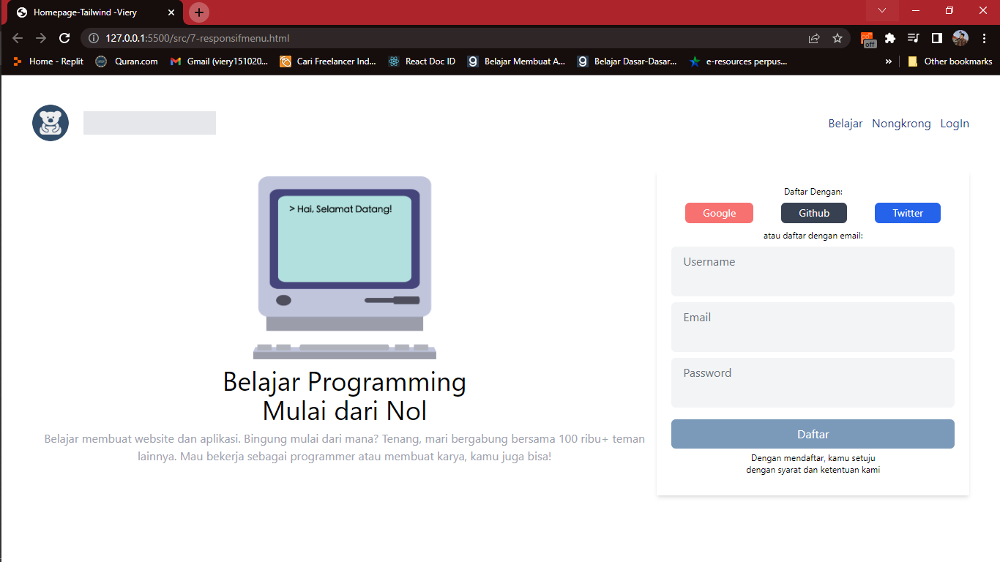 Homepage-Tailwind -Viery
127.0.0.1:5500/src/7-responsifmenu.html
off
Home - Replit
Quran.com
Gmail (viery151020...
Cari Freelancer Ind...
React Doc ID
Belajar Membuat A...
Belajar Dasar-Dasar...
e-resources perpus...
»
Other bookmarks
Belajar Nongkrong LogIn
> Hai, Selamat Datang!
Belajar Programming
Mulai dari Nol
Belajar membuat website dan aplikasi. Bingung mulai dari mana? Tenang, mari bergabung bersama 100 ribu+ teman
lainnya. Mau bekerja sebagai programmer atau membuat karya, kamu juga bisa!
Daftar Dengan:
Google
Github
Twitter
atau daftar dengan email:
Username
Email
Password
Daftar
Dengan mendaftar, kamu setuju
dengan syarat dan ketentuan kami